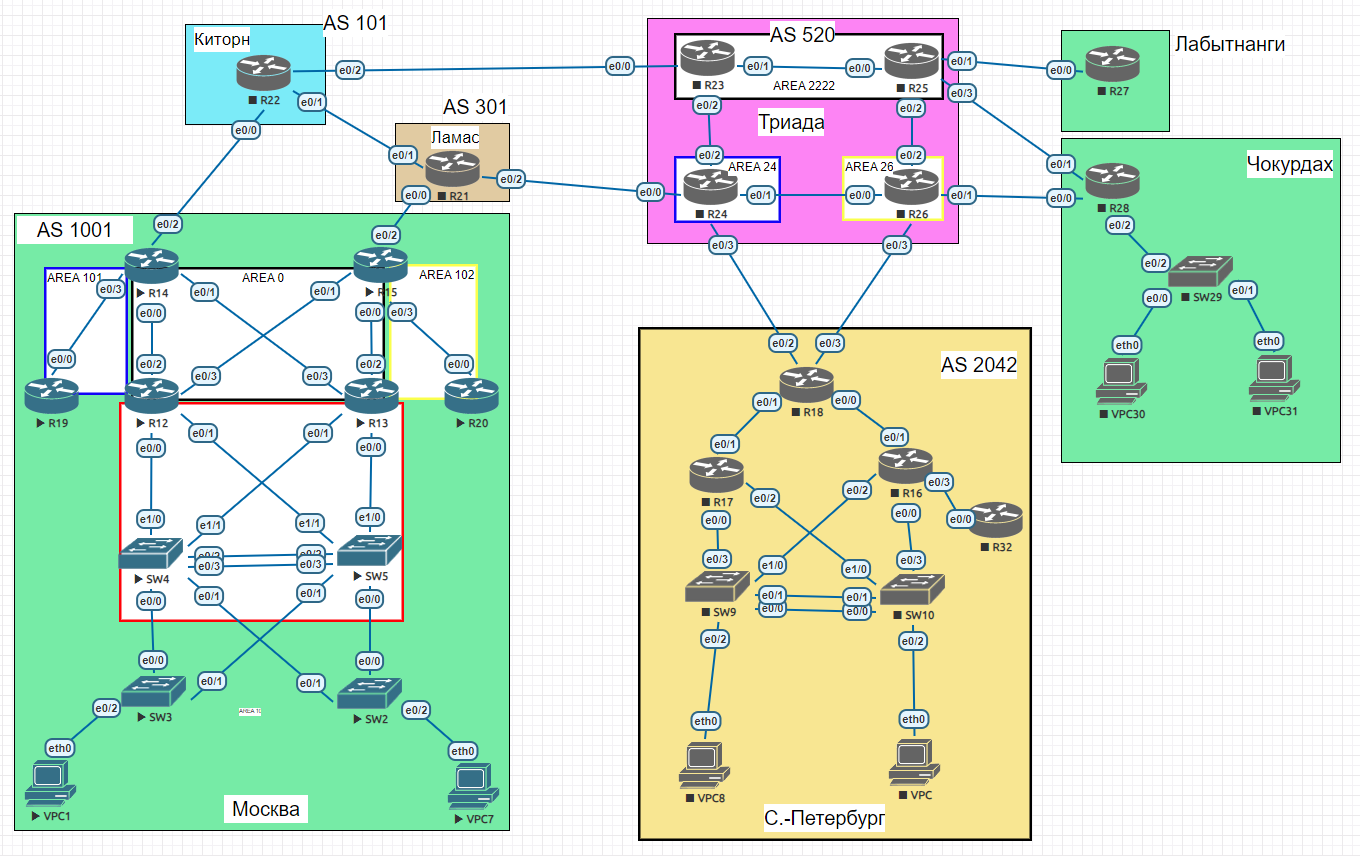 AS 101
Киторн
R22
e0/2
e0/1
e0/0
AS 301
Ламас
e0/1
R21
e0/2
e0/0
AS 520
e0/0
R23
e0/1
e0/0
R25
e0/1
e0/3
AREA 2222
e0/2
e0/2
Триада
e0/2
e0/2
AREA 24
AREA 26
e0/0
R24
e0/1
e0/0
R26
e0/1
e0/3
e0/3
Лабытнанги
e0/0
R27
Чокурдах
e0/1
e0/0
R28
e0/2
e0/2
SW29
e0/0
e0/1
eth0
eth0
VPC30
VPC31
AS 1001
e0/2
e0/2
AREA 101
AREA 0
AREA 102
R14
R15
e0/3
e0/1
e0/1
e0/0
e0/0
e0/3
e0/0
e0/2
e0/3
e0/3
e0/2
e0/0
R19
R12
R13
R20
e0/1
e0/1
e0/0
e0/0
e1/0
e1/1
e1/1
e1/0
e0/2
e0/2
e0/3
e0/3
SW4
SW5
e0/0
e0/1
e0/1
e0/0
e0/0
e0/1
e0/1
e0/0
SW3
SW2
AREA 10
e0/2
e0/2
eth0
eth0
VPC1
VPC7
Москва
AS 2042
e0/2
e0/3
R18
e0/1
e0/0
e0/1
e0/1
R17
R16
e0/2
e0/2
e0/3
e0/0
e0/0
e0/0
R32
e0/3
e1/0
e1/0
e0/3
e0/1
e0/1
e0/0
e0/0
SW9
SW10
e0/2
e0/2
eth0
eth0
VPC8
VPC
С.-Петербург